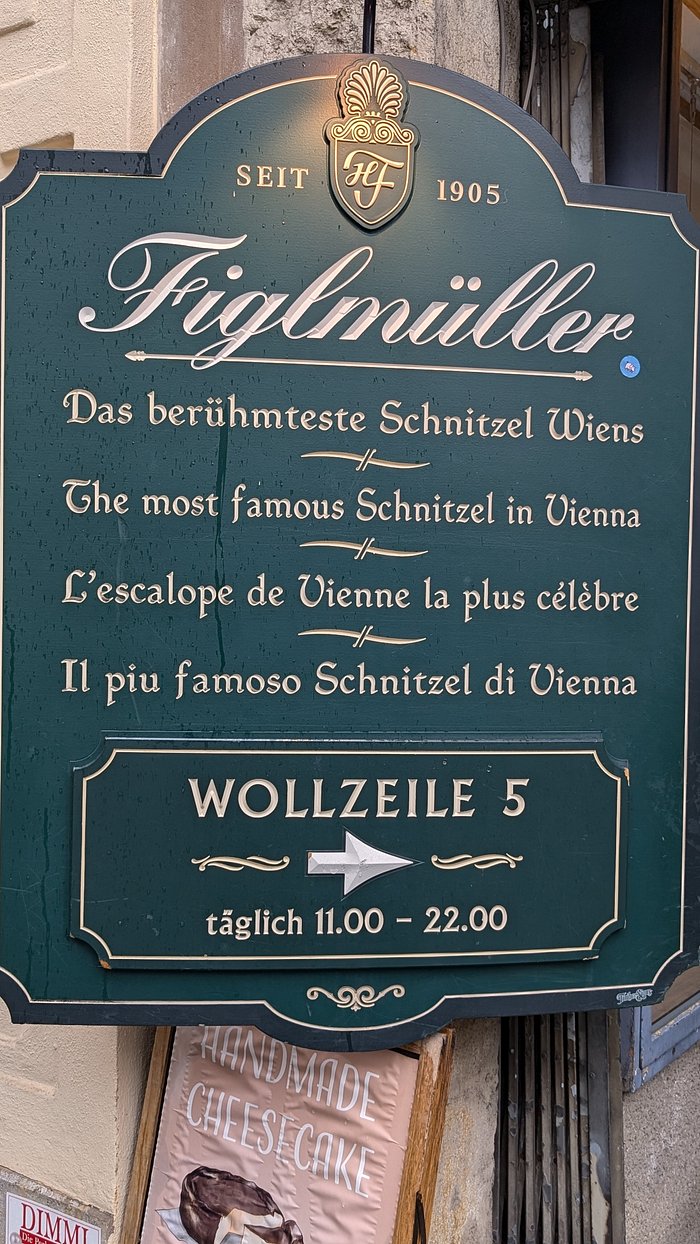 SEIT HF 1905
Figlmüller
Das berühmteste Schnitzel Wiens
The most famous Schnitzel in Vienna
L'escalope de Vienne la plus célèbre
Il piu famoso Schnitzel di Vienna
WOLLZEILE 5
täglich 11.00 – 22.00
HANDMADE
CHEESECAKE
DIMMI